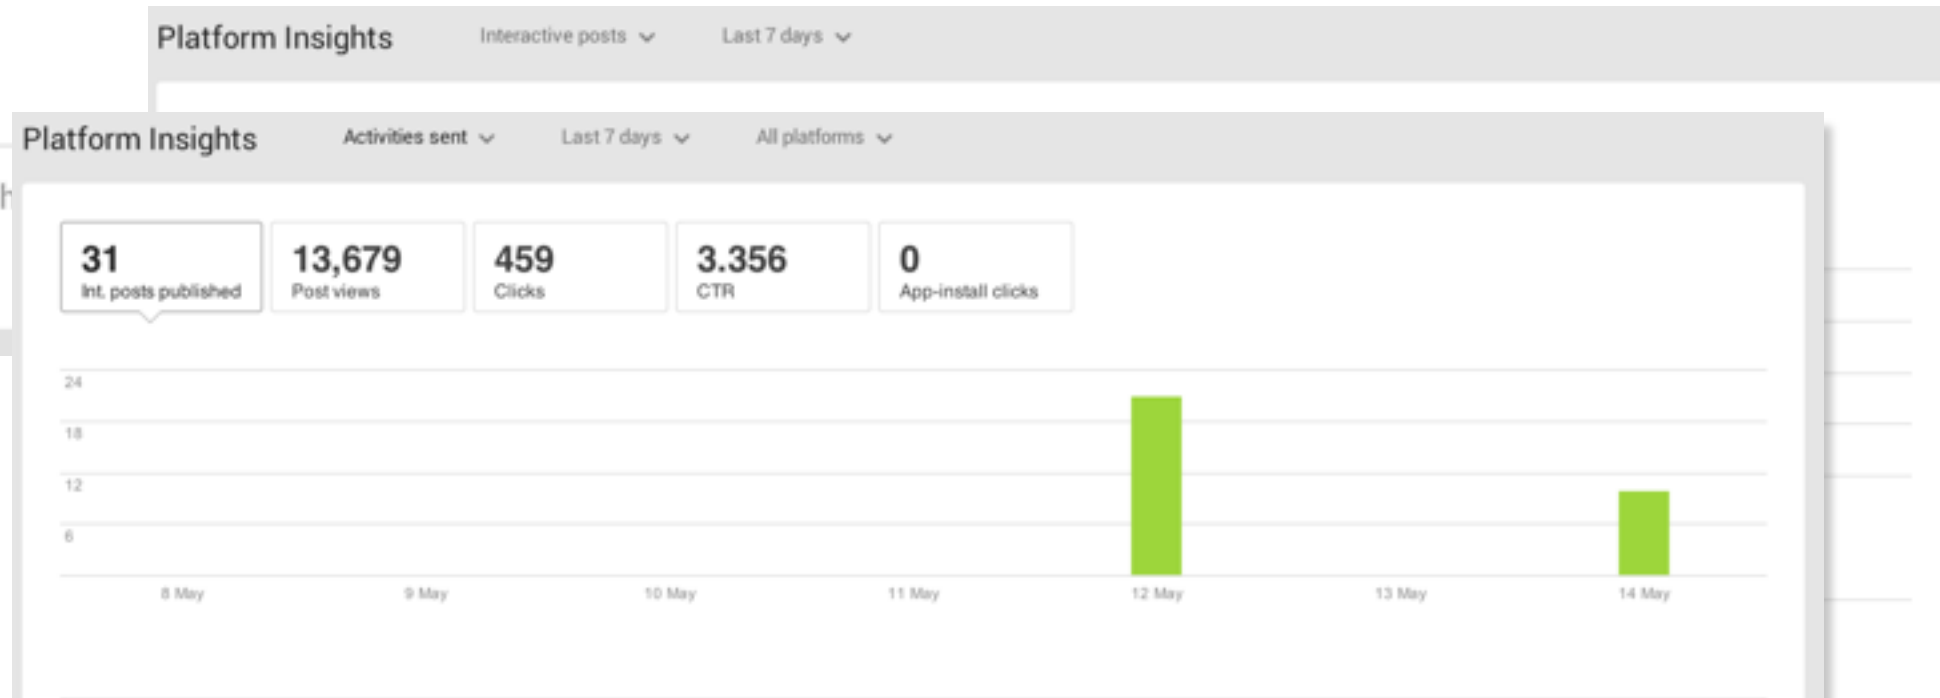 Platform Insights Interactive posts Last 7 days
Platform Insights Activities sent Last 7 days All platforms
h
31 13,679 459 3.356 0
Int. posts published Post views Clicks CTR App-install clicks
24
18
12
6
8 May 9 May 10 May 11 May 12 May 13 May 14 May